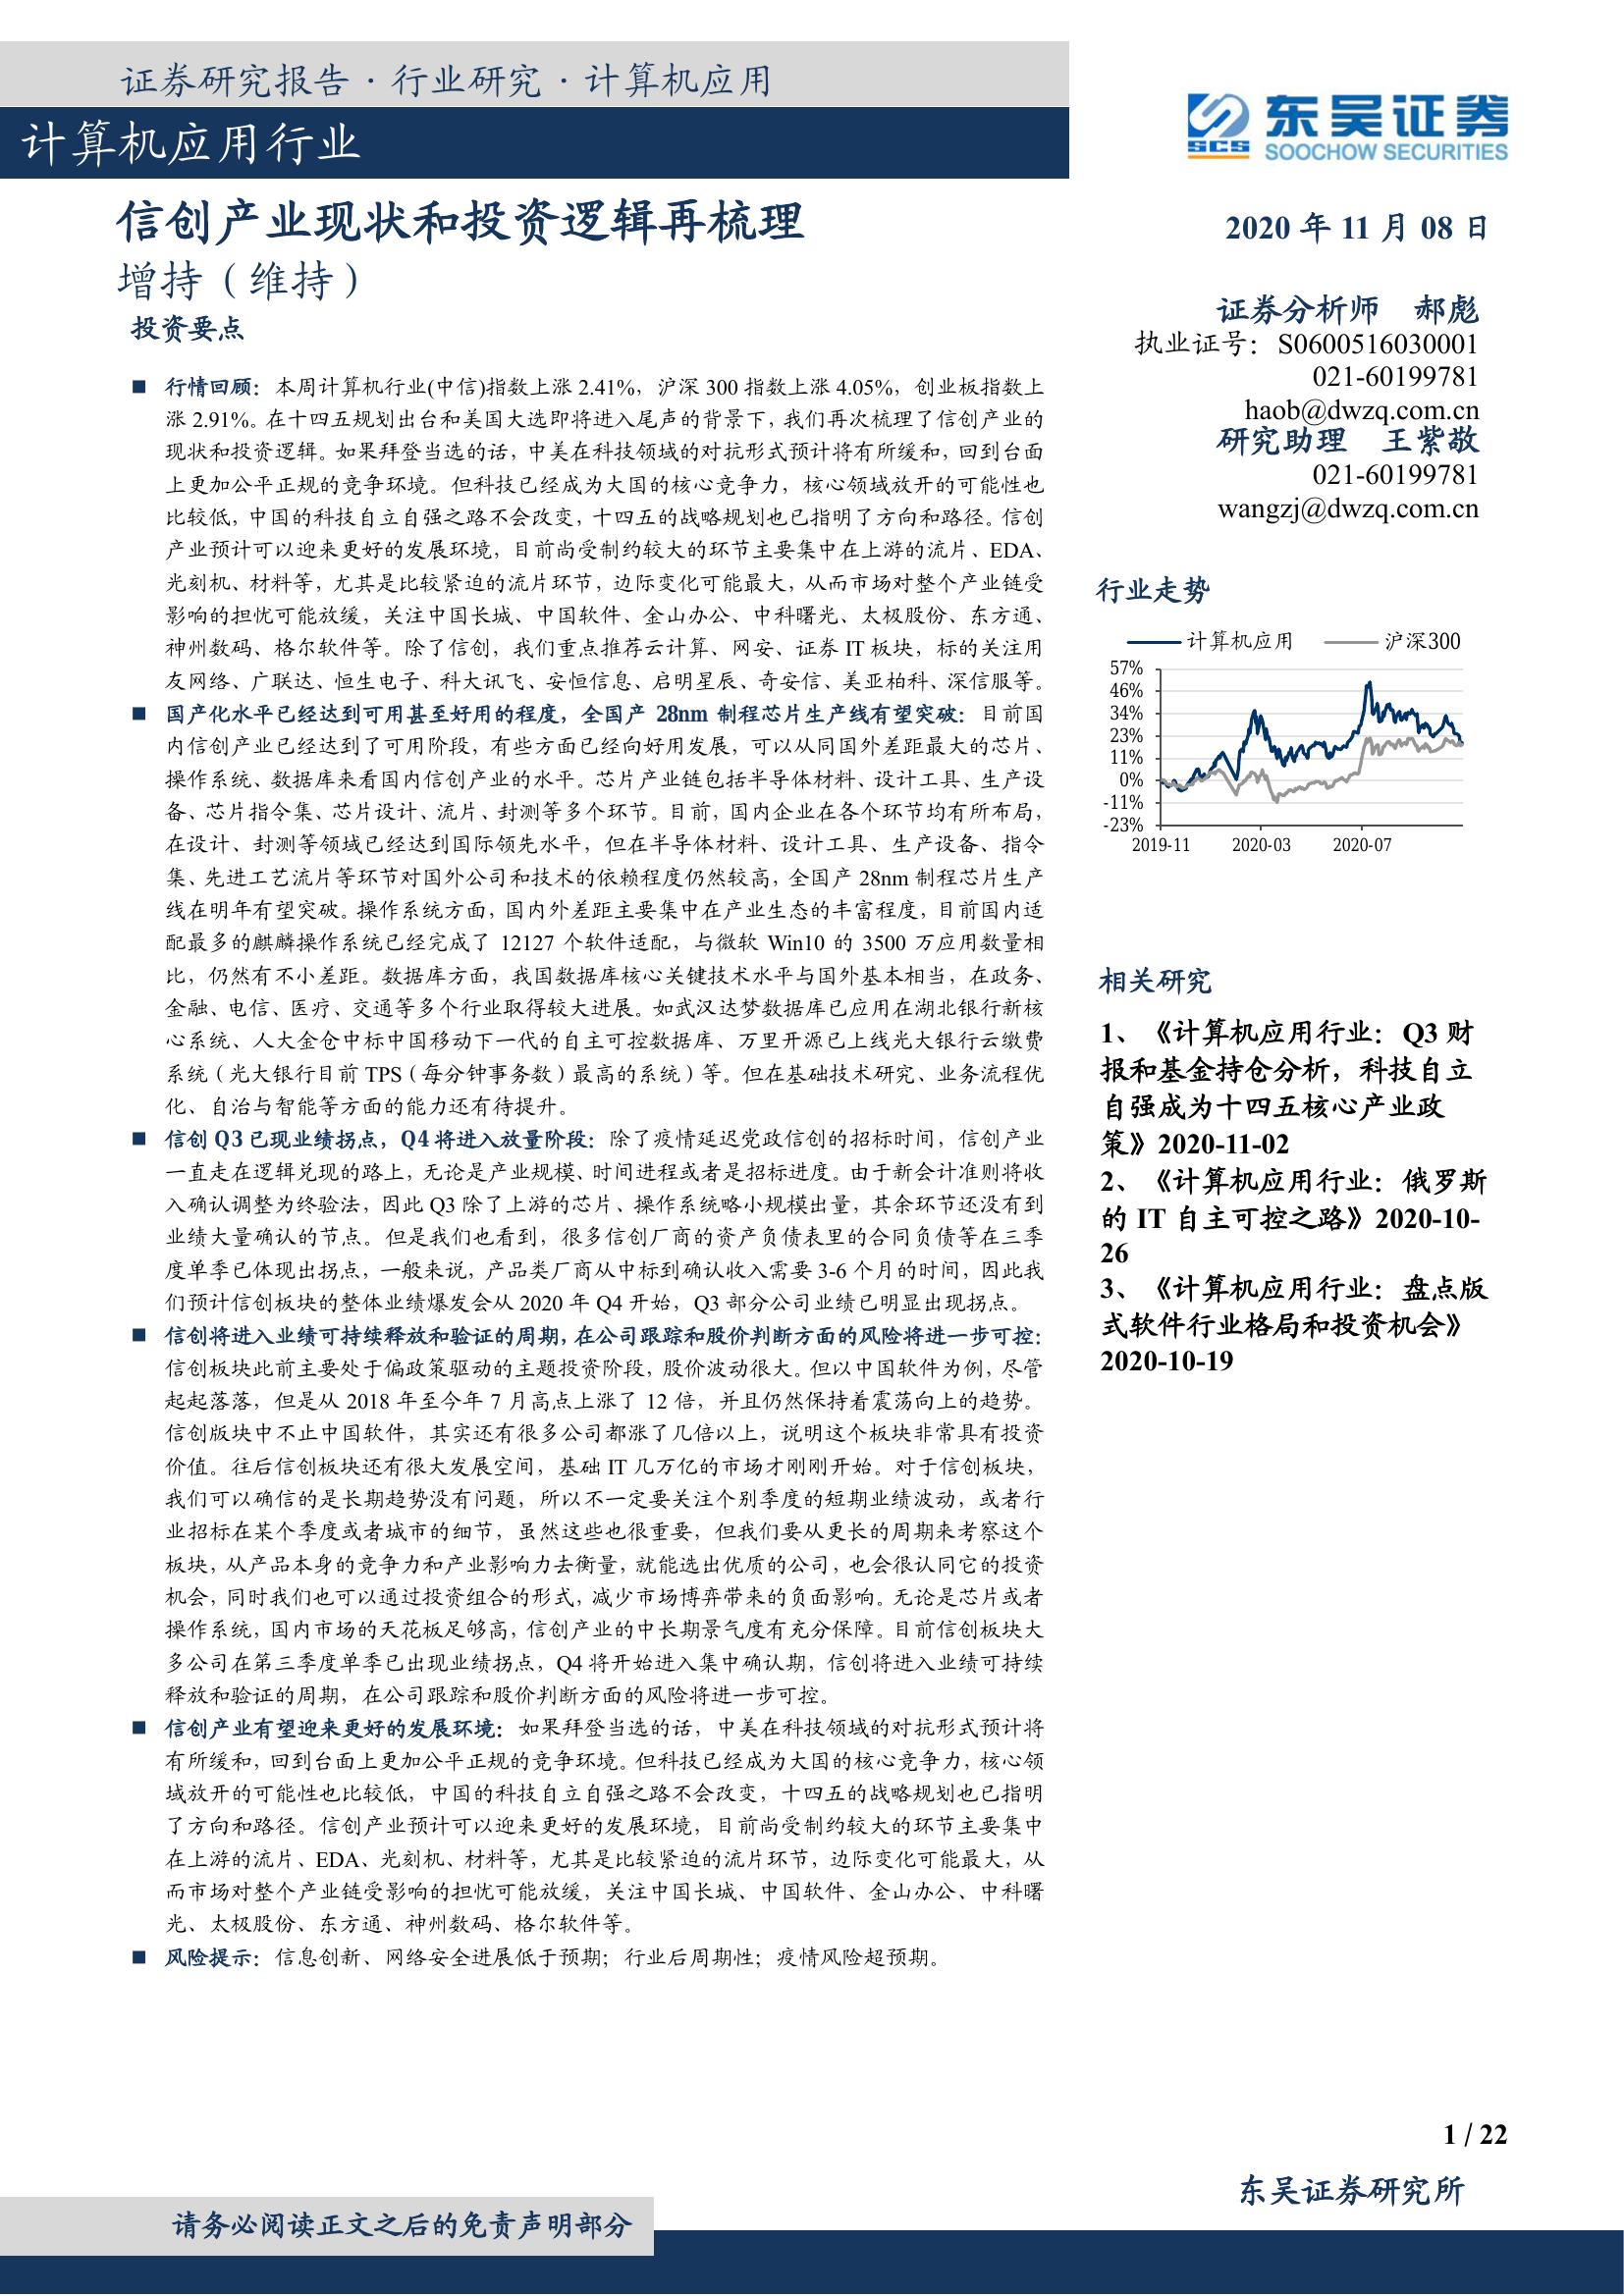 证券研究报告·行业研究·计算机应用
计算机应用行业
东吴证券
SCS
SOOCHOW SECURITIES
信创产业现状和投资逻辑再梳理
增持（维持）
投资要点
■ 行情回顾：本周计算机行业(中信)指数上涨 2.41%，沪深 300 指数上涨 4.05%，创业板指数上
涨 2.91%。在十四五规划出台和美国大选即将进入尾声的背景下，我们再次梳理了信创产业的
现状和投资逻辑。如果拜登当选的话，中美在科技领域的对抗形式预计将有所缓和，回到台面
上更加公平正规的竞争环境。但科技已经成为大国的核心竞争力，核心领域放开的可能性也
比较低，中国的科技自立自强之路不会改变，十四五的战略规划也已指明了方向和路径。信创
产业预计可以迎来更好的发展环境，目前尚受制约较大的环节主要集中在上游的流片、EDA、
光刻机、材料等，尤其是比较紧迫的流片环节，边际变化可能最大，从而市场对整个产业链受
影响的担忧可能放缓，关注中国长城、中国软件、金山办公、中科曙光、太极股份、东方通、
神州数码、格尔软件等。除了信创，我们重点推荐云计算、网安、证券 IT 板块，标的关注用
友网络、广联达、恒生电子、科大讯飞、安恒信息、启明星辰、奇安信、美亚柏科、深信服等。
■ 国产化水平已经达到可用甚至好用的程度，全国产 28nm 制程芯片生产线有望突破：目前国
内信创产业已经达到了可用阶段，有些方面已经向好用发展，可以从同国外差距最大的芯片、
操作系统、数据库来看国内信创产业的水平。芯片产业链包括半导体材料、设计工具、生产设
备、芯片指令集、芯片设计、流片、封测等多个环节。目前，国内企业在各个环节均有所布局，
在设计、封测等领域已经达到国际领先水平，但在半导体材料、设计工具、生产设备、指令
集、先进工艺流片等环节对国外公司和技术的依赖程度仍然较高，全国产 28nm 制程芯片生产
线在明年有望突破。操作系统方面，国内外差距主要集中在产业生态的丰富程度，目前国内适
配最多的麒麟操作系统已经完成了 12127 个软件适配，与微软 Win10 的 3500 万应用数量相
比，仍然有不小差距。数据库方面，我国数据库核心关键技术水平与国外基本相当，在政务、
金融、电信、医疗、交通等多个行业取得较大进展。如武汉达梦数据库已应用在湖北银行新核
心系统、人大金仓中标中国移动下一代的自主可控数据库、万里开源已上线光大银行云缴费
系统（光大银行目前 TPS（每分钟事务数）最高的系统）等。但在基础技术研究、业务流程优
化、自治与智能等方面的能力还有待提升。
■ 信创 Q3 已现业绩拐点，Q4 将进入放量阶段：除了疫情延迟党政信创的招标时间，信创产业
一直走在逻辑兑现的路上，无论是产业规模、时间进程或者是招标进度。由于新会计准则将收
入确认调整为终验法，因此 Q3 除了上游的芯片、操作系统略小规模出量，其余环节还没有到
业绩大量确认的节点。但是我们也看到，很多信创厂商的资产负债表里的合同负债等在三季
度单季已体现出拐点，一般来说，产品类厂商从中标到确认收入需要 3-6 个月的时间，因此我
们预计信创板块的整体业绩爆发会从 2020 年 Q4 开始，Q3 部分公司业绩已明显出现拐点。
■ 信创将进入业绩可持续释放和验证的周期，在公司跟踪和股价判断方面的风险将进一步可控：
信创板块此前主要处于偏政策驱动的主题投资阶段，股价波动很大。但以中国软件为例，尽管
起起落落，但是从 2018 年至今年 7 月高点上涨了 12 倍，并且仍然保持着震荡向上的趋势。
信创版块中不止中国软件，其实还有很多公司都涨了几倍以上，说明这个板块非常具有投资
价值。往后信创板块还有很大发展空间，基础 IT 几万亿的市场才刚刚开始。对于信创板块，
我们可以确信的是长期趋势没有问题，所以不一定要关注个别季度的短期业绩波动，或者行
业招标在某个季度或者城市的细节，虽然这些也很重要，但我们要从更长的周期来考察这个
板块，从产品本身的竞争力和产业影响力去衡量，就能选出优质的公司，也会很认同它的投资
机会，同时我们也可以通过投资组合的形式，减少市场博弈带来的负面影响。无论是芯片或者
操作系统，国内市场的天花板足够高，信创产业的中长期景气度有充分保障。目前信创板块大
多公司在第三季度单季已出现业绩拐点，Q4 将开始进入集中确认期，信创将进入业绩可持续
释放和验证的周期，在公司跟踪和股价判断方面的风险将进一步可控。
■ 信创产业有望迎来更好的发展环境：如果拜登当选的话，中美在科技领域的对抗形式预计将
有所缓和，回到台面上更加公平正规的竞争环境。但科技已经成为大国的核心竞争力，核心领
域放开的可能性也比较低，中国的科技自立自强之路不会改变，十四五的战略规划也已指明
了方向和路径。信创产业预计可以迎来更好的发展环境，目前尚受制约较大的环节主要集中
在上游的流片、EDA、光刻机、材料等，尤其是比较紧迫的流片环节，边际变化可能最大，从
而市场对整个产业链受影响的担忧可能放缓，关注中国长城、中国软件、金山办公、中科曙
光、太极股份、东方通、神州数码、格尔软件等。
■ 风险提示：信息创新、网络安全进展低于预期；行业后周期性；疫情风险超预期。
2020 年 11 月 08 日
证券分析师 郝彪
执业证号：S0600516030001
021-60199781
haob@dwzq.com.cn
研究助理 王紫敬
021-60199781
wangzj@dwzq.com.cn
行业走势
计算机应用 沪深300
57%
46%
34%
23%
11%
0%
-11%
-23%
2019-11 2020-03 2020-07
相关研究
1、《计算机应用行业：Q3 财
报和基金持仓分析，科技自立
自强成为十四五核心产业政
策》2020-11-02
2、《计算机应用行业：俄罗斯
的 IT 自主可控之路》2020-10-
26
3、《计算机应用行业：盘点版
式软件行业格局和投资机会》
2020-10-19
1 / 22
东吴证券研究所
请务必阅读正文之后的免责声明部分